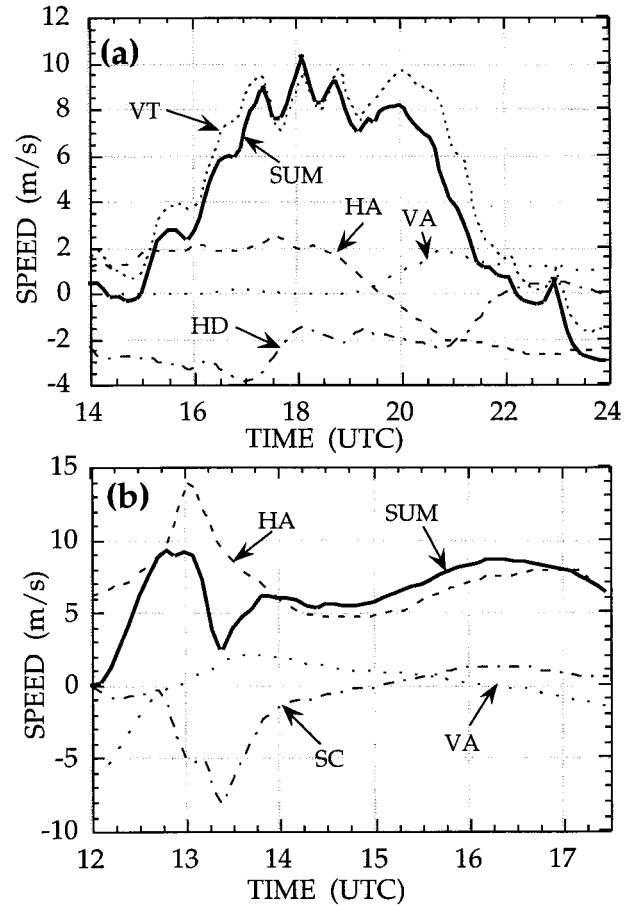 12
(a)
10
VT
8
SUM
6
HA
VA
4
SPEED (m/s)
2
0
HD
-2
-4
14
16
18
20
22
24
TIME (UTC)
15
(b)
HA
SUM
10
SPEED (m/s)
5
0
SC
VA
-5
-10
12
13
14
15
16
17
TIME (UTC)